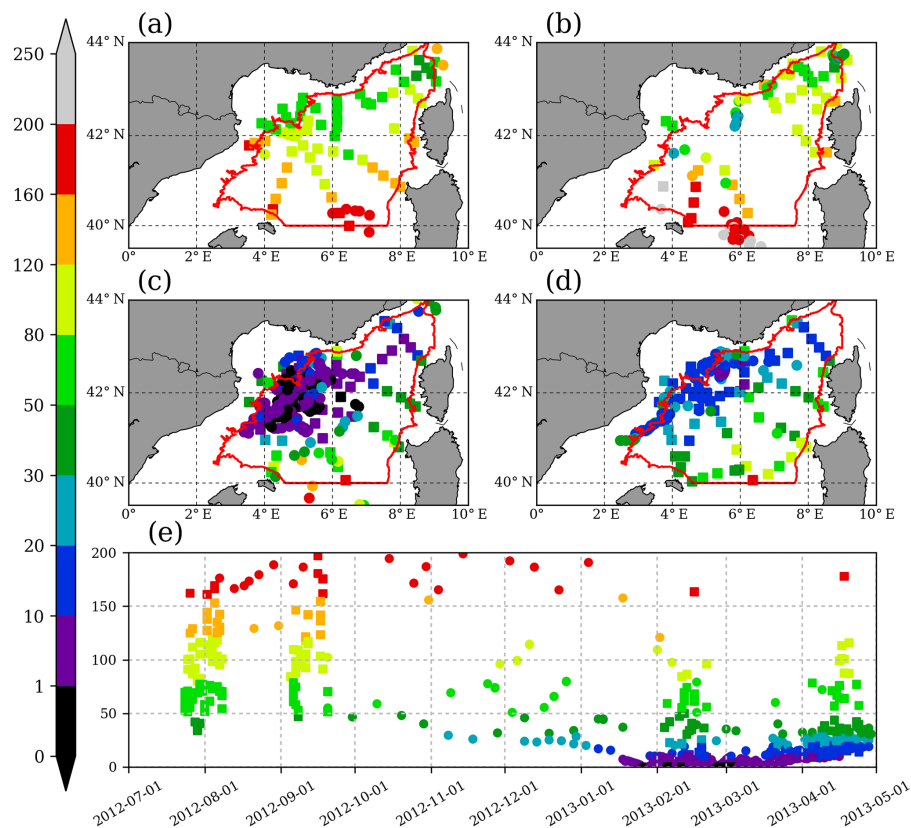 (a)
(b)
250
200
160
120
80
50
30
20
10
1
0
44° N
42° N
40° N
0
2° E
4° E
6° E
8° E
10° E
44° N
42° N
40° N
0
2° E
4° E
6° E
8° E
10° E
(c)
(d)
44° N
42° N
40° N
0
2° E
4° E
6° E
8° E
10° E
44° N
42° N
40° N
0
2° E
4° E
6° E
8° E
10° E
(e)
200
150
100
50
0
2012-07-01
2012-08-01
2012-09-01
2012-10-01
2012-11-01
2012-12-01
2013-01-01
2013-02-01
2013-03-01
2013-04-01
2013-05-01